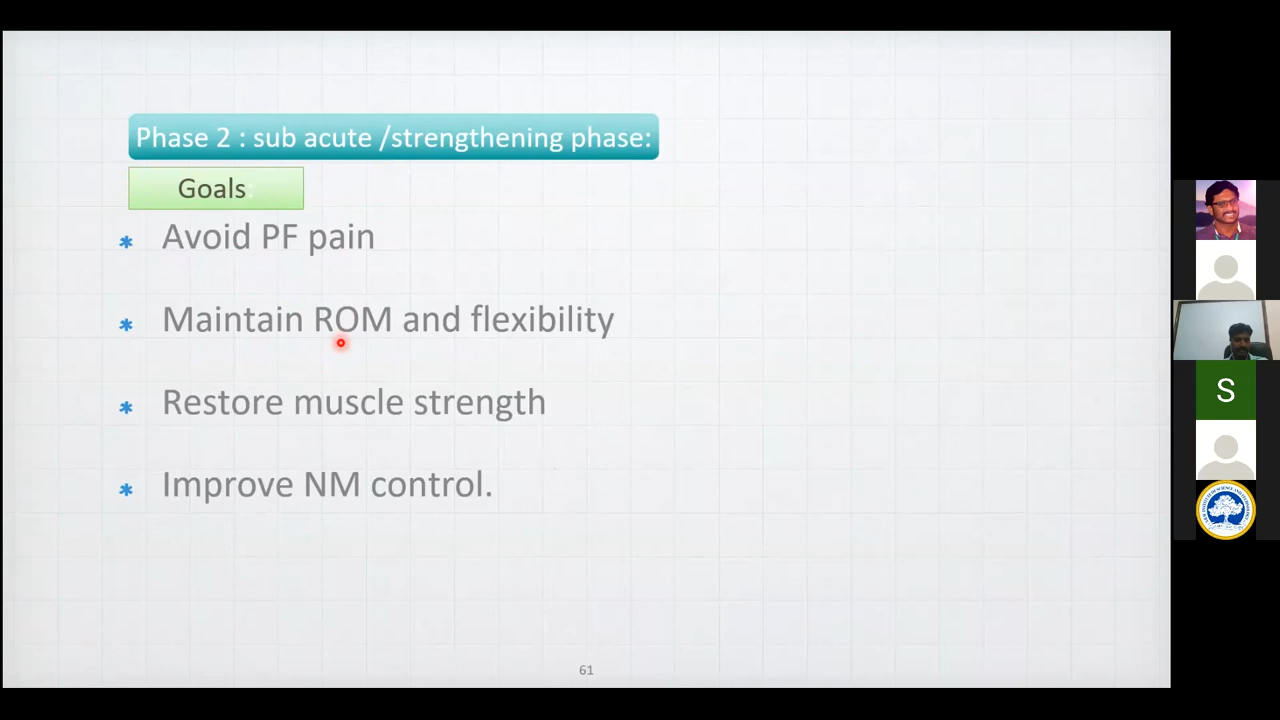 Phase 2 : sub acute /strengthening phase:
Goals
* Avoid PF pain
* Maintain ROM and flexibility
* Restore muscle strength
* Improve NM control.
61
S